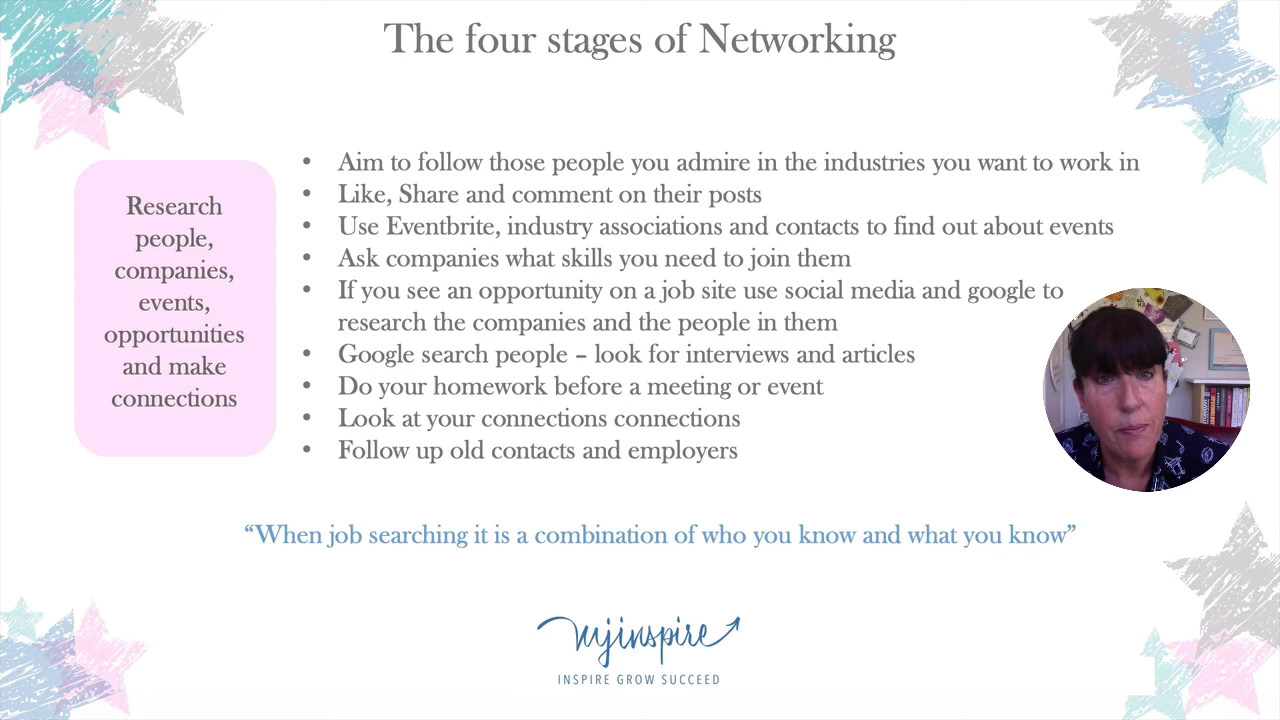 The four stages of Networking
Research
people,
companies,
events,
opportunities
and make
connections
• Aim to follow those people you admire in the industries you want to work in
• Like, Share and comment on their posts
• Use Eventbrite, industry associations and contacts to find out about events
• Ask companies what skills you need to join them
• If you see an opportunity on a job site use social media and google to
research the companies and the people in them
• Google search people – look for interviews and articles
• Do your homework before a meeting or event
• Look at your connections connections
• Follow up old contacts and employers
“When job searching it is a combination of who you know and what you know”
mjinspire
INSPIRE GROW SUCCEED